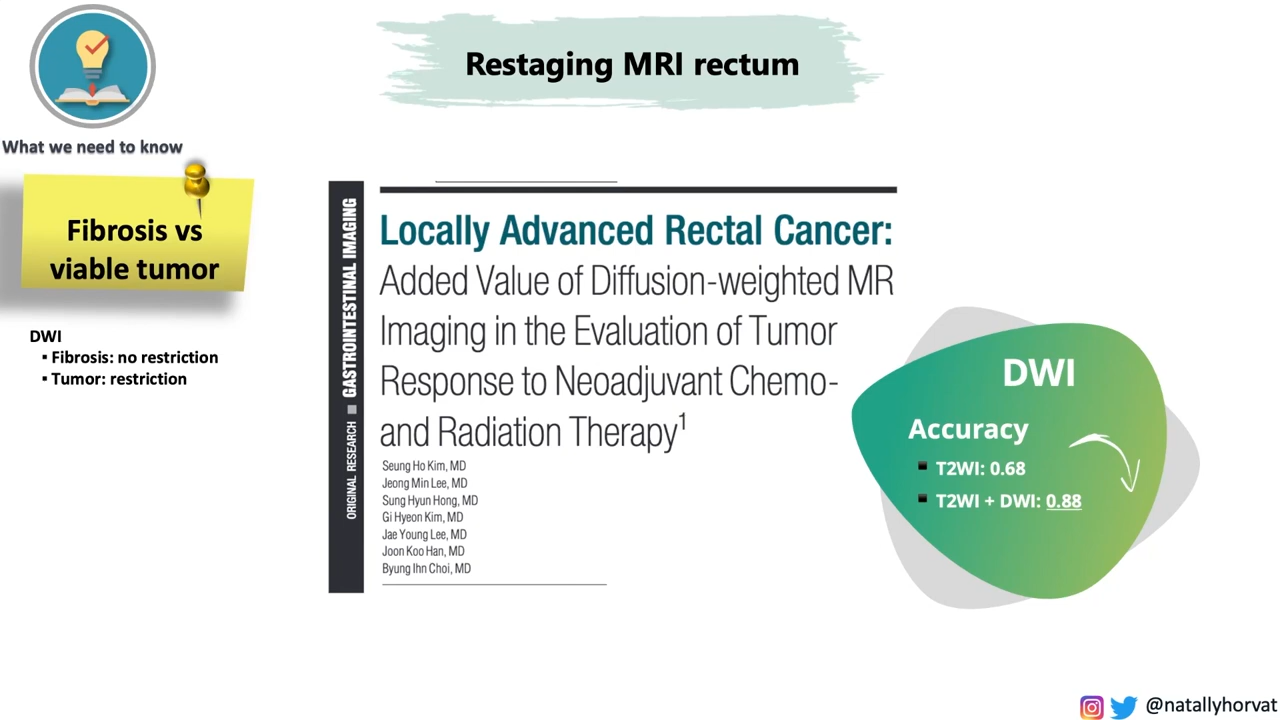 Restaging MRI rectum
What we need to know
Fibrosis vs
viable tumor
DWI
▪ Fibrosis: no restriction
▪ Tumor: restriction
ORIGINAL RESEARCH ■ GASTROINTESTINAL IMAGING
Locally Advanced Rectal Cancer:
Added Value of Diffusion-weighted MR
Imaging in the Evaluation of Tumor
Response to Neoadjuvant Chemo-
and Radiation Therapy¹
Seung Ho Kim, MD
Jeong Min Lee, MD
Sung Hyun Hong, MD
Gi Hyeon Kim, MD
Jae Young Lee, MD
Joon Koo Han, MD
Byung Ihn Choi, MD
DWI
Accuracy
▪ T2WI: 0.68
▪ T2WI + DWI: 0.88
@natallyhorvat